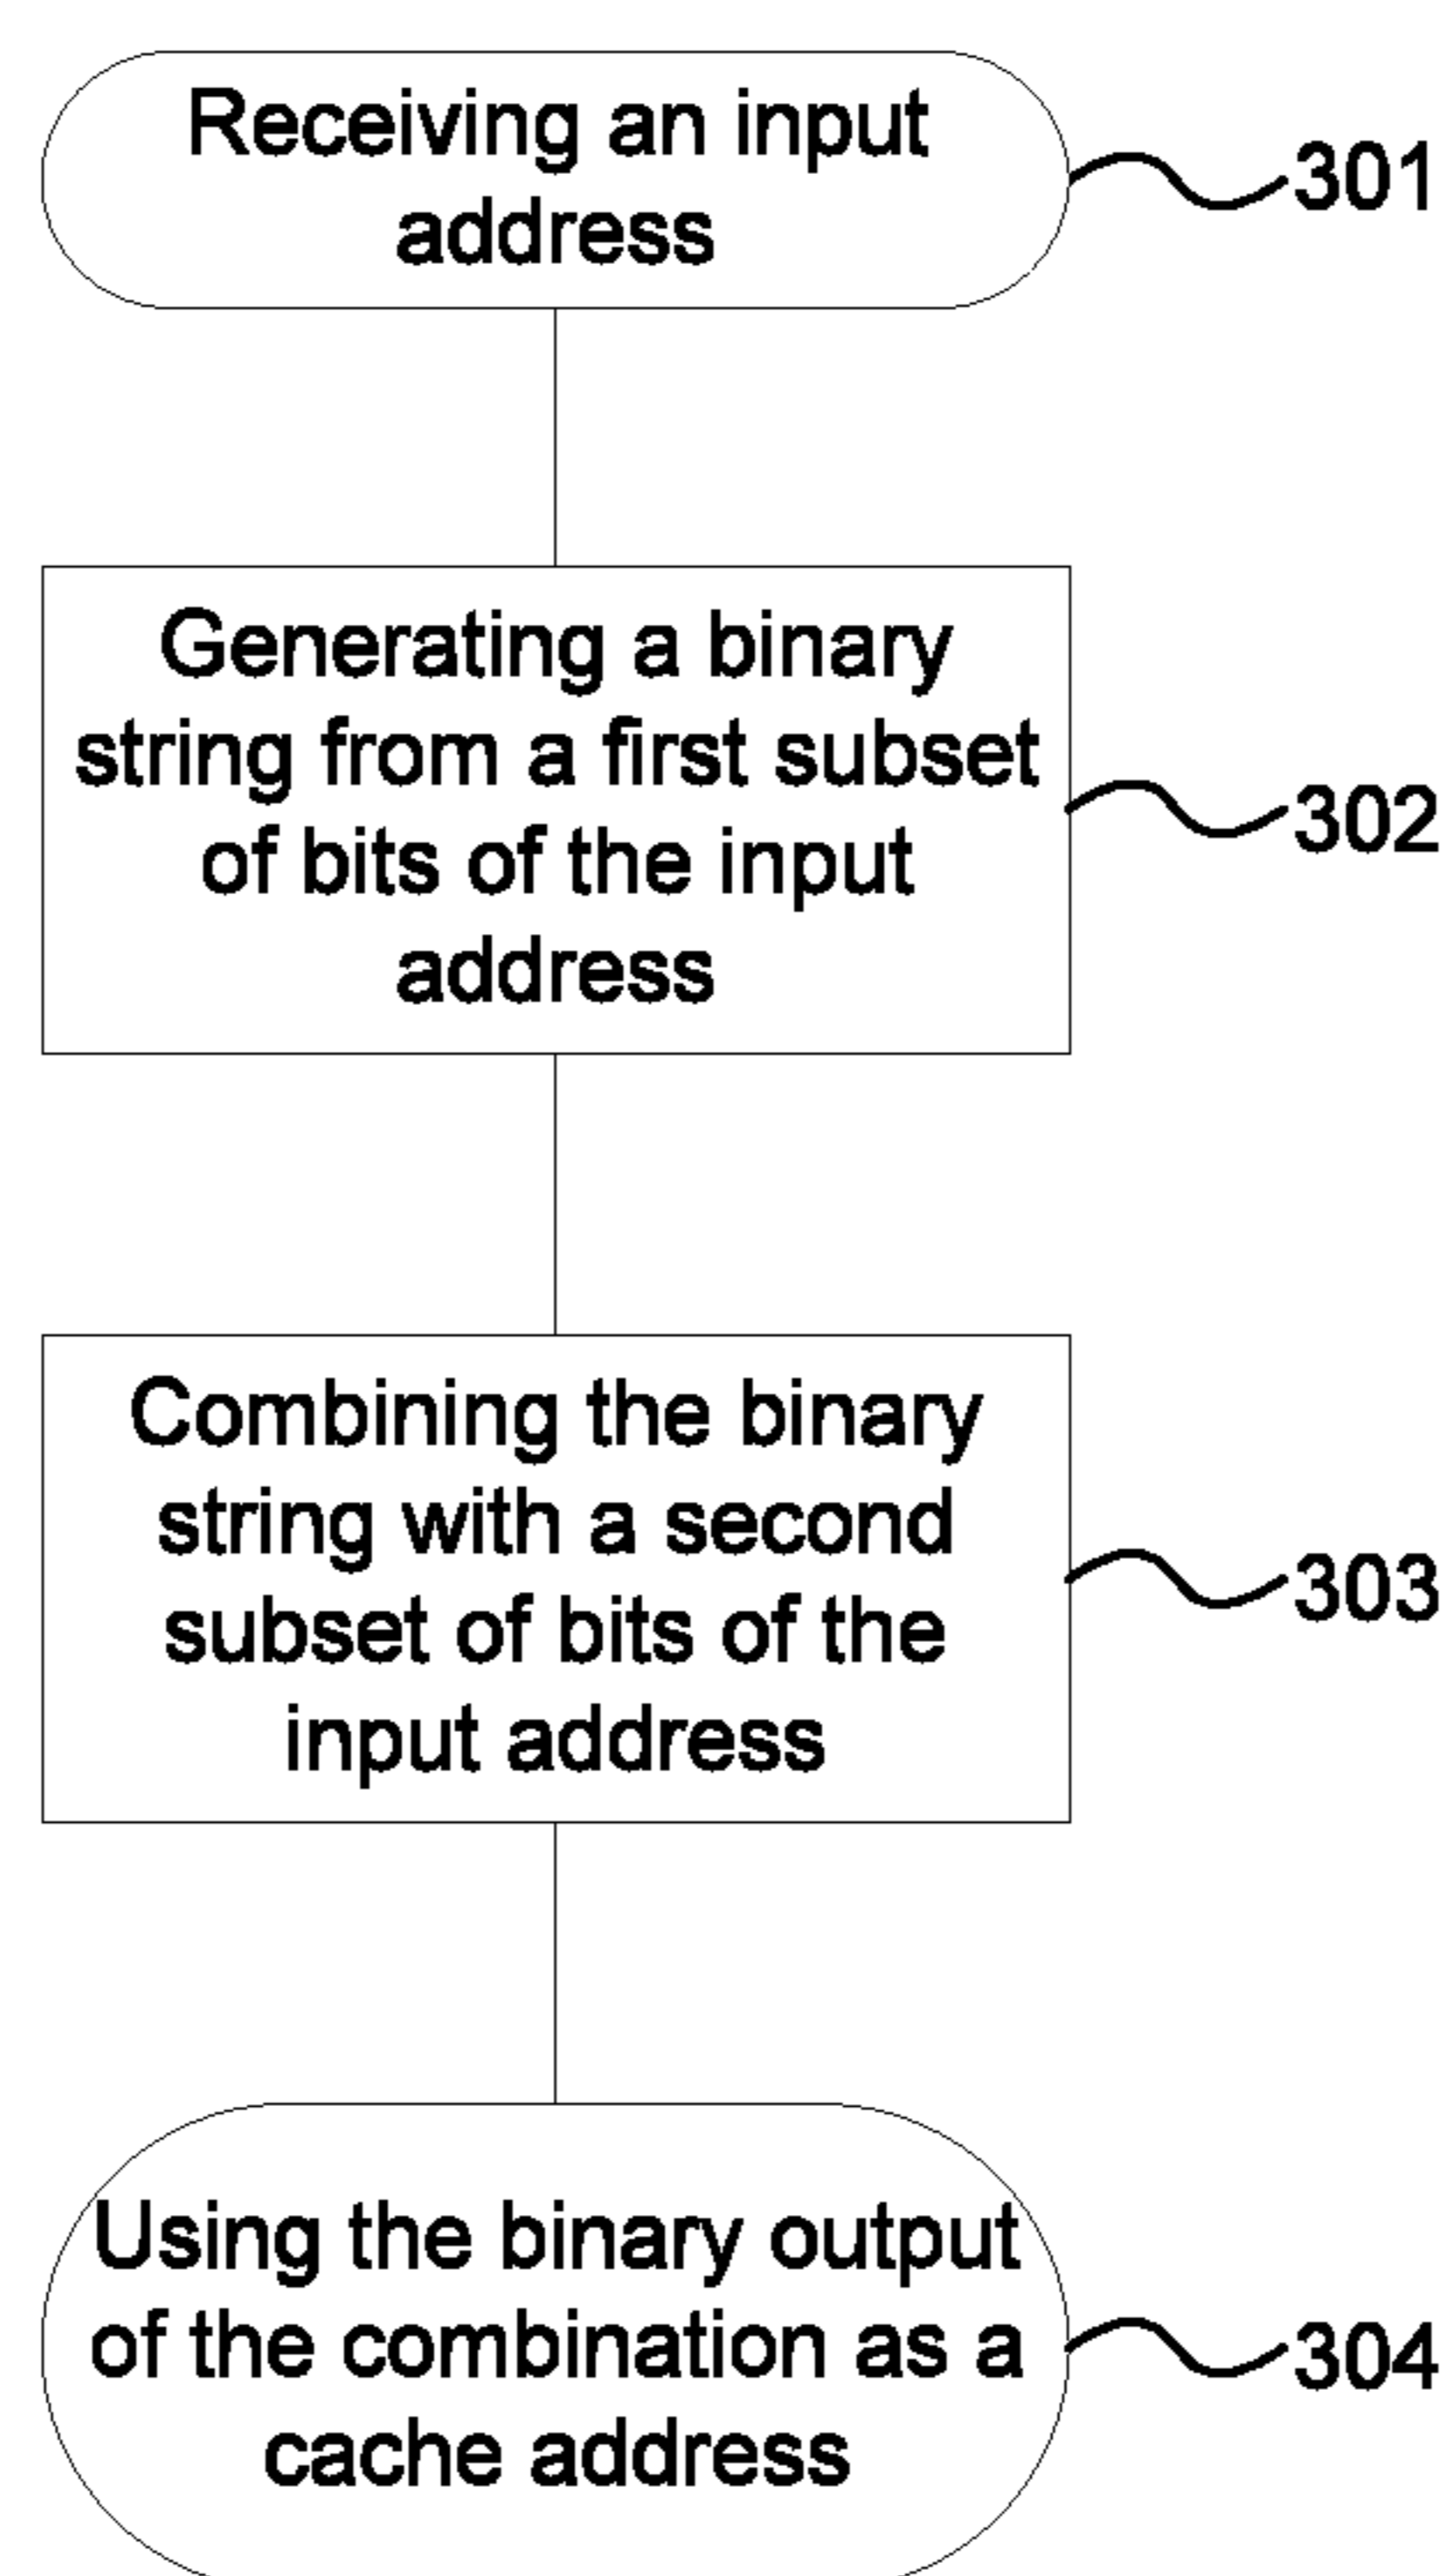 Receiving an input
address
301
Generating a binary
string from a first subset
of bits of the input
address
302
Combining the binary
string with a second
subset of bits of the
input address
303
Using the binary output
of the combination as a
cache address
304